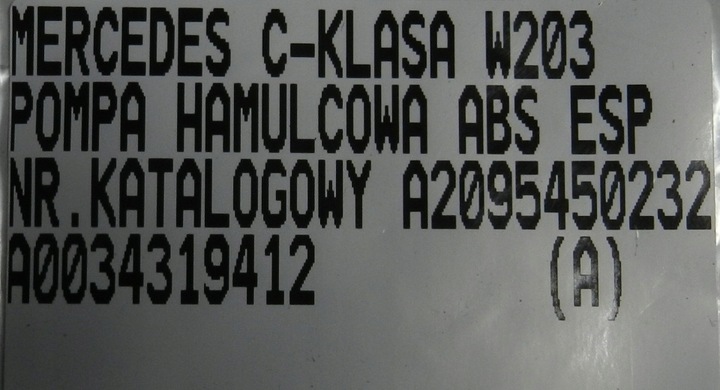 MERCEDES C-KLASA W203
POMPA HAMULCOWA ABS ESP
NR.KATALOGOWY A2095450232
A0034319412 (A)